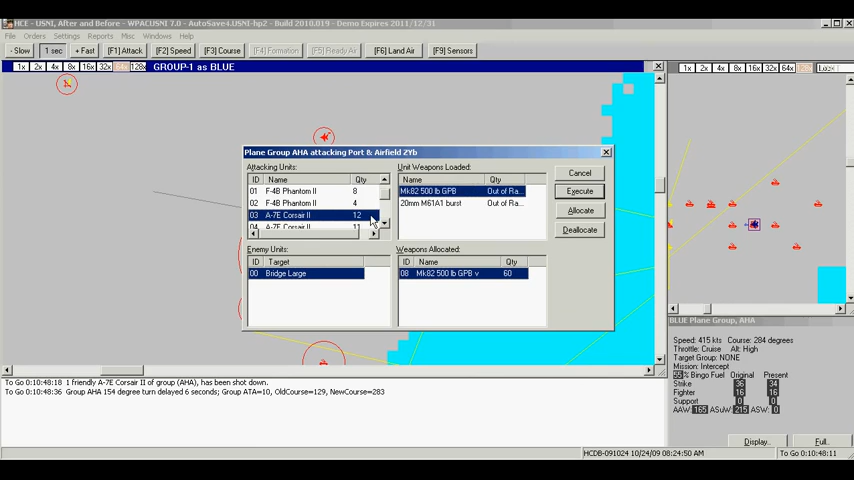 HCE - USNI, After and Before - WPACUSNI 7.0 - AutoSave4.USNI-hp2 - Build 2010.019 - Demo Expires 2011/12/31
File Orders Settings Reports Misc Windows Help
- Slow 1 sec + Fast [F1] Attack [F2] Speed [F3] Course [F4] Formation [F5] Ready Air [F6] Land Air [F9] Sensors
1x 2x 4x 8x 16x 32x 64x 128x GROUP-1 as BLUE
1x 2x 4x 8x 16x 32x 64x 128x
Plane Group AHA attacking Port & Airfield ZYb
Attacking Units:
ID Name Qty
01 F-4B Phantom II 8
02 F-4B Phantom II 4
03 A-7E Corsair II 12
04 A-7E Corsair II 11
Unit Weapons Loaded:
Name Qty
Mk82 500 lb GPB Out of Ra...
20mm M61A1 burst Out of Ra...
Cancel
Execute
Allocate
Deallocate
Enemy Units:
ID Target
00 Bridge Large
Weapons Allocated:
ID Name Qty
08 Mk82 500 lb GPB v 60
BLUE Plane Group, AHA
Speed: 415 kts Course: 284 degrees
Throttle: Cruise Alt: High
Target Group: NONE
Mission: Intercept
55% Bingo Fuel Original Present
Strike 36 34
Fighter 16 16
Support 0 0
AAW: 165 ASuW: 215 ASW: 0
Display.. Full..
To Go 0:10:48:18 1 friendly A-7E Corsair II of group (AHA), has been shot down.
To Go 0:10:48:36 Group AHA 154 degree turn delayed 6 seconds; Group ATA=10, OldCourse=129, NewCourse=283
HCDB-091024 10/24/09 08:24:50 AM To Go 0:10:48:11